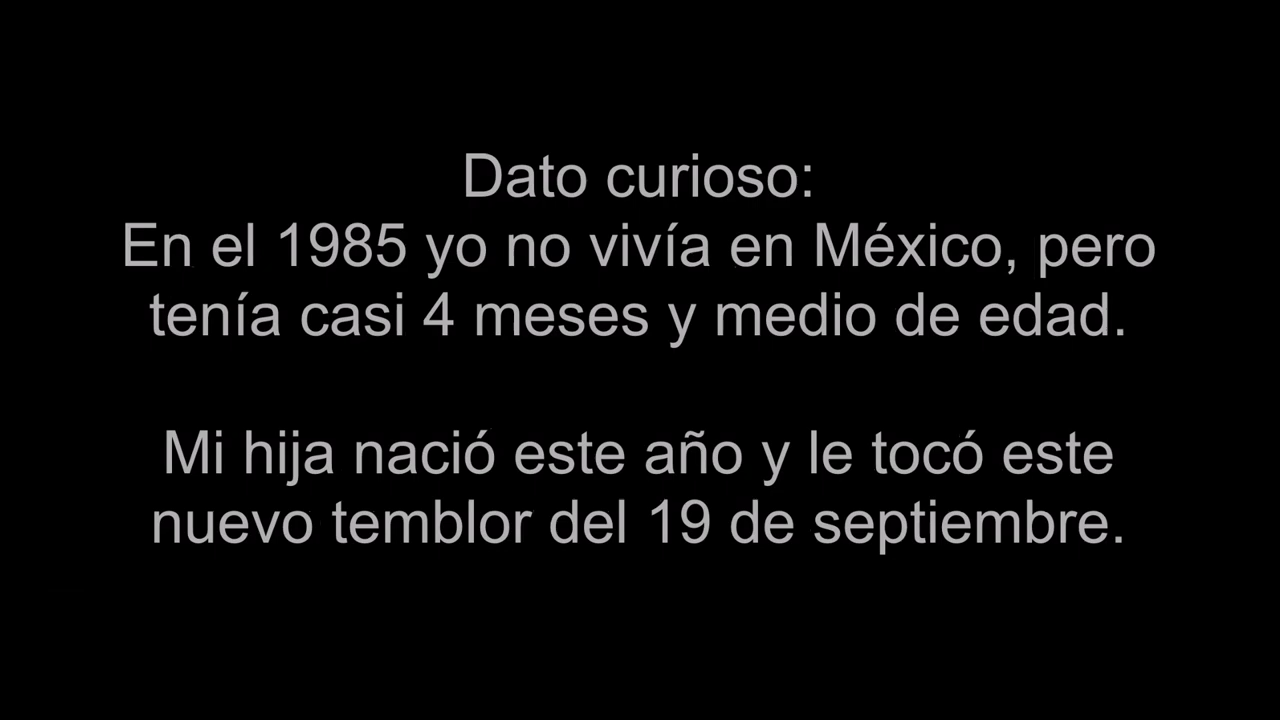 Dato curioso:
En el 1985 yo no vivía en México, pero
tenía casi 4 meses y medio de edad.
Mi hija nació este año y le tocó este
nuevo temblor del 19 de septiembre.